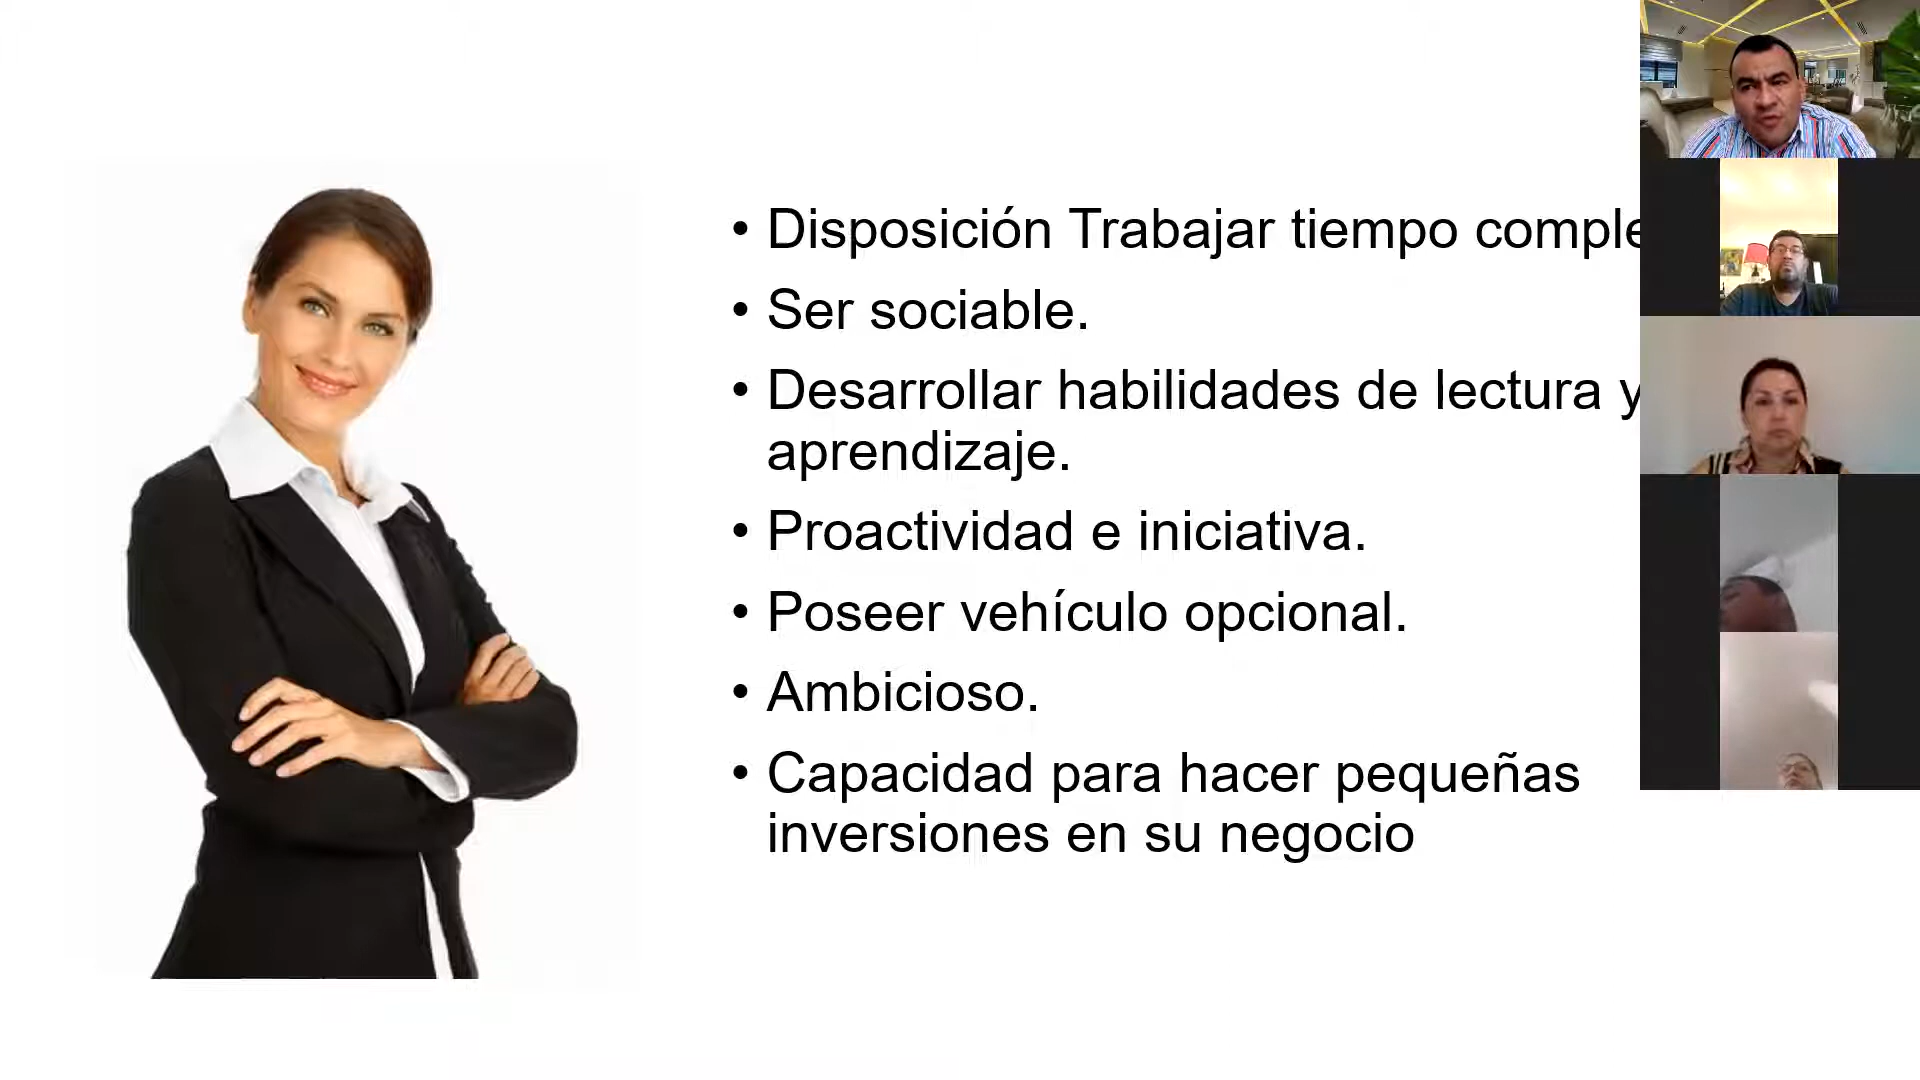 • Disposición Trabajar tiempo comple
• Ser sociable.
• Desarrollar habilidades de lectura y
aprendizaje.
• Proactividad e iniciativa.
• Poseer vehículo opcional.
• Ambicioso.
• Capacidad para hacer pequeñas
inversiones en su negocio